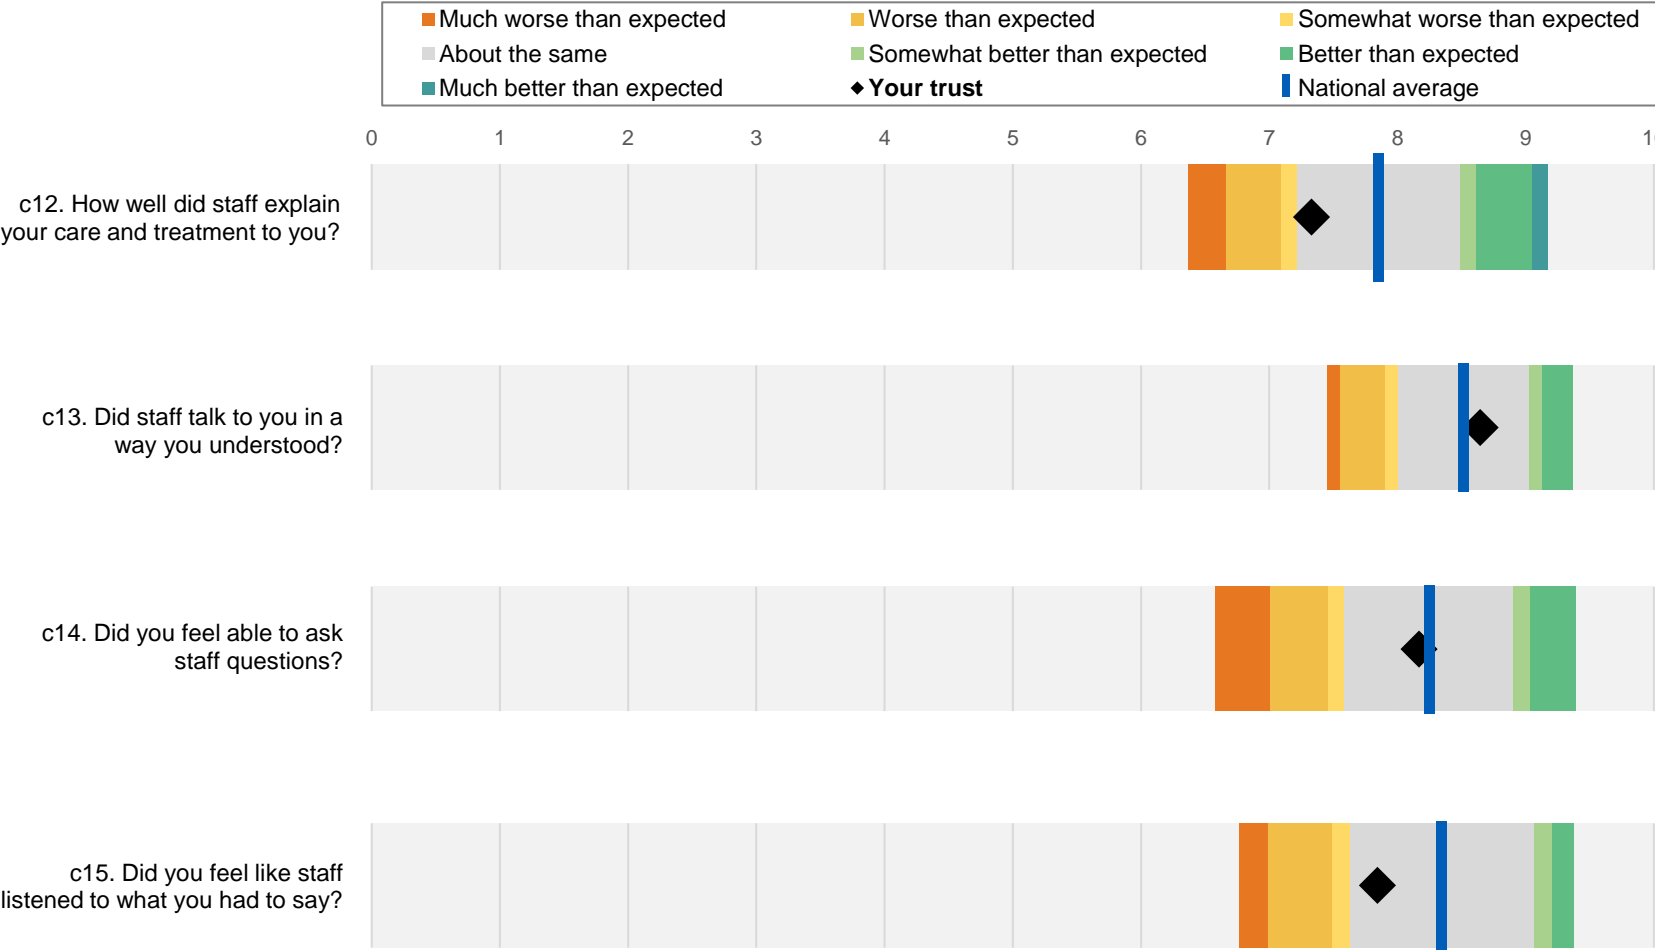 Much worse than expected
Worse than expected
Somewhat worse than expected
About the same
Somewhat better than expected
Better than expected
Much better than expected
Your trust
National average
0 1 2 3 4 5 6 7 8 9 1
c12. How well did staff explain
your care and treatment to you?
c13. Did staff talk to you in a
way you understood?
c14. Did you feel able to ask
staff questions?
c15. Did you feel like staff
listened to what you had to say?